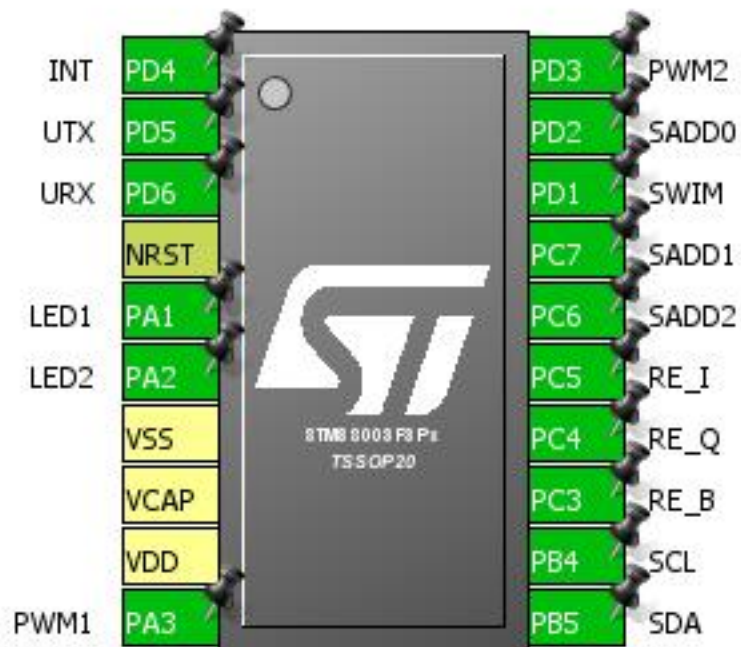 INT PD4 PD3 PWM2
UTX PD5 PD2 SADD0
URX PD6 PD1 SWIM
NRST PC7 SADD1
LED1 PA1 PC6 SADD2
LED2 PA2 PC5 RE_I
VSS STM8S003F3Px PC4 RE_Q
TSSOP20
VCAP PC3 RE_B
VDD PB4 SCL
PWM1 PA3 PB5 SDA